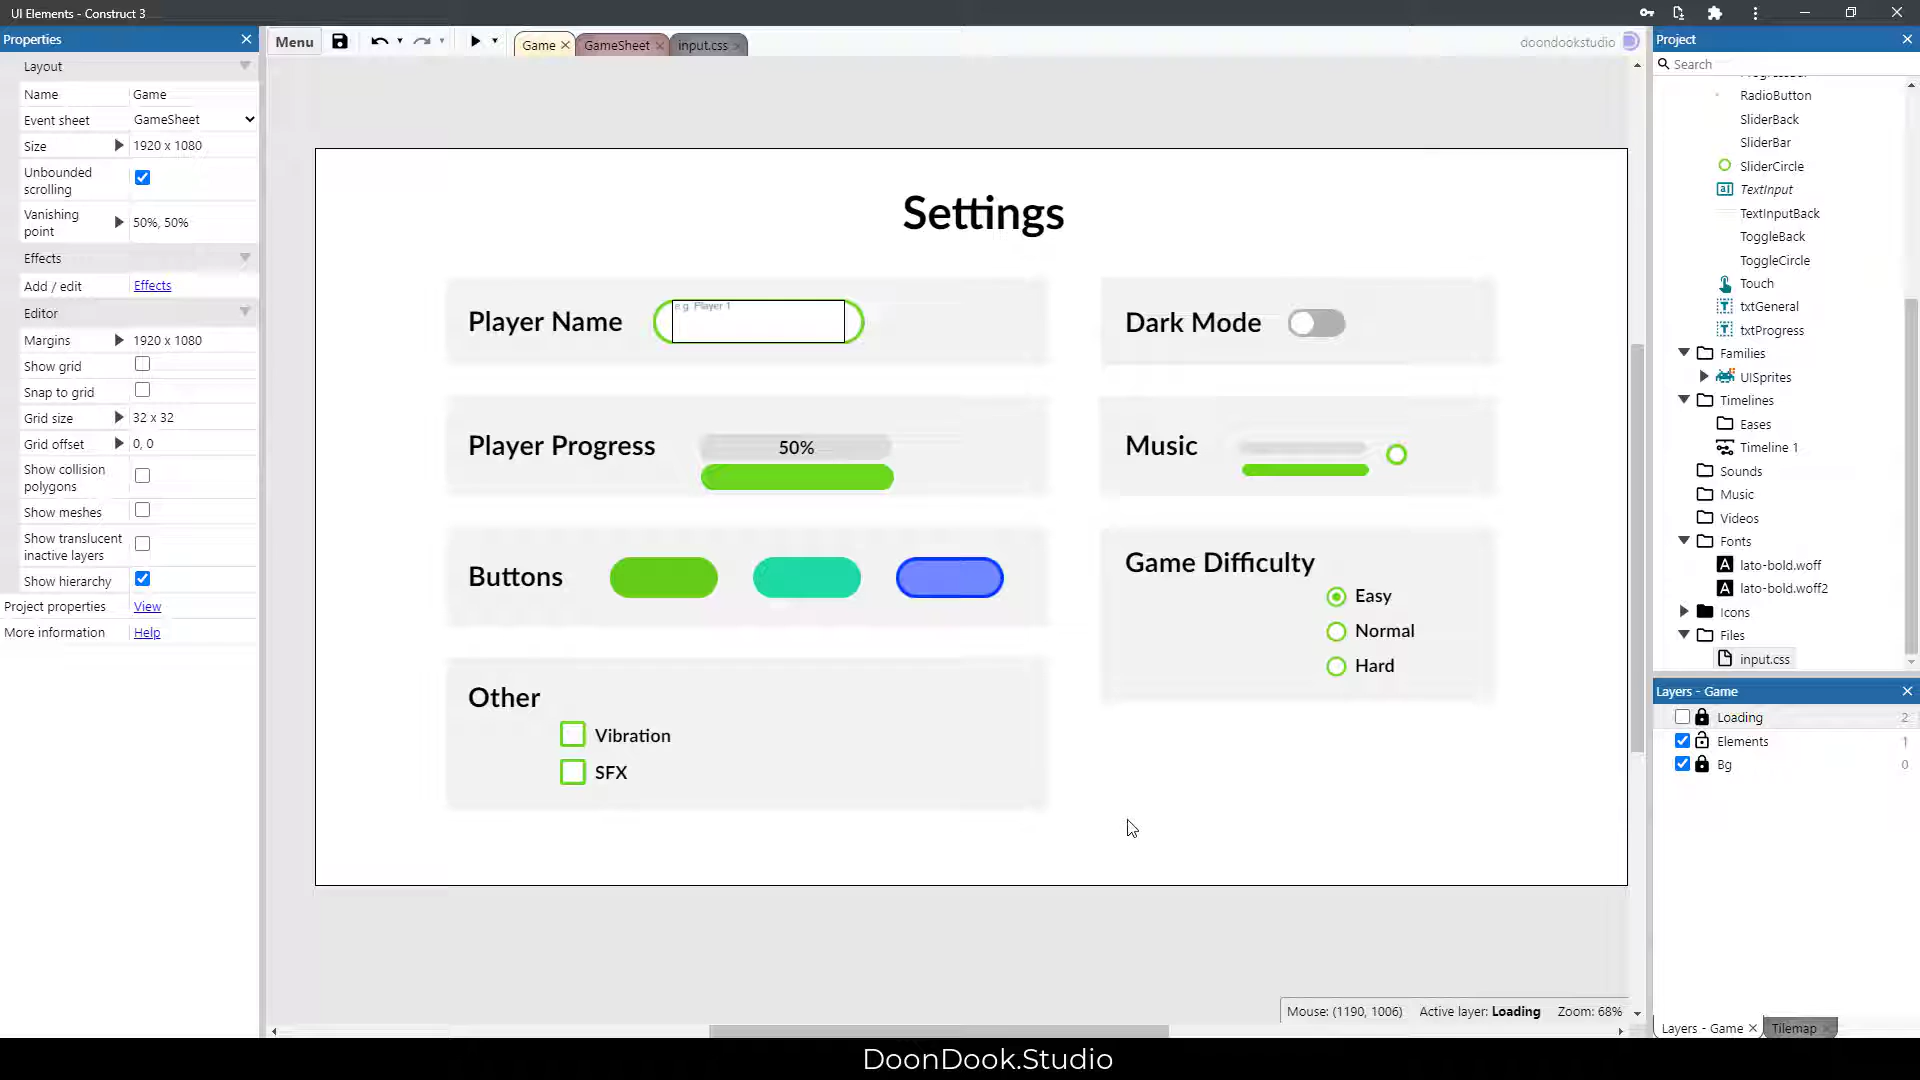 UI Elements - Construct 3
Properties
Layout
Name Game
Event sheet GameSheet
Size 1920 x 1080
Unbounded
scrolling
Vanishing
point 50%, 50%
Effects
Add / edit Effects
Editor
Margins 1920 x 1080
Show grid
Snap to grid
Grid size 32 x 32
Grid offset 0, 0
Show collision
polygons
Show meshes
Show translucent
inactive layers
Show hierarchy
Project properties View
More information Help
Menu
Game
GameSheet
input.css
doondookstudio
Settings
Player Name
e.g. Player 1
Dark Mode
Player Progress
50%
Music
Buttons
Game Difficulty
Easy
Normal
Hard
Other
Vibration
SFX
Mouse: (1190, 1006) Active layer: Loading Zoom: 68%
Project
Search
RadioButton
SliderBack
SliderBar
SliderCircle
TextInput
TextInputBack
ToggleBack
ToggleCircle
Touch
txtGeneral
txtProgress
Families
UISprites
Timelines
Eases
Timeline 1
Sounds
Music
Videos
Fonts
lato-bold.woff
lato-bold.woff2
Icons
Files
input.css
Layers - Game
Loading 2
Elements 1
Bg 0
Layers - Game
Tilemap
DoonDook.Studio